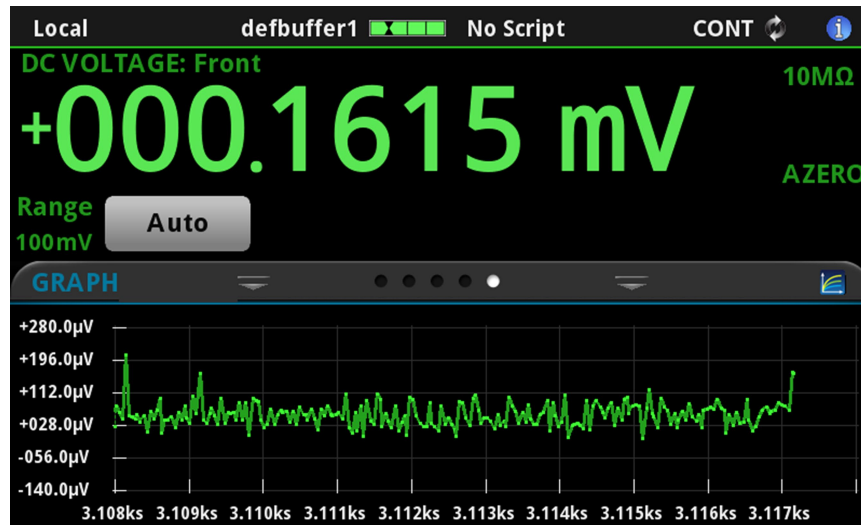 Local defbuffer1 No Script CONT i
DC VOLTAGE: Front
10MΩ
+000.1615 mV
AZERO
Range
100mV
Auto
GRAPH
+280.0µV
+196.0µV
+112.0µV
+028.0µV
-056.0µV
-140.0µV
3.108ks 3.109ks 3.110ks 3.111ks 3.112ks 3.113ks 3.114ks 3.115ks 3.116ks 3.117ks